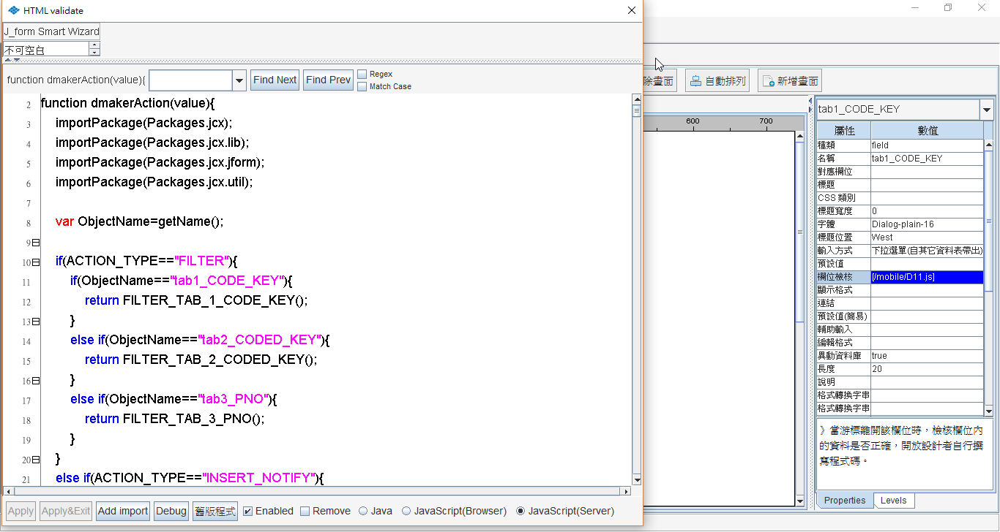 HTML validate
J_form Smart Wizard
不可空白
function dmakerAction(value){
Find Next
Find Prev
Regex
Match Case
2 function dmakerAction(value){
3 importPackage(Packages.jcx);
4 importPackage(Packages.jcx.lib);
5 importPackage(Packages.jcx.jform);
6 importPackage(Packages.jcx.util);
7
8 var ObjectName=getName();
9
10 if(ACTION_TYPE=="FILTER"){
11 if(ObjectName=="tab1_CODE_KEY"){
12 return FILTER_TAB_1_CODE_KEY();
13 }
14 else if(ObjectName=="tab2_CODED_KEY"){
15 return FILTER_TAB_2_CODED_KEY();
16 }
17 else if(ObjectName=="tab3_PNO"){
18 return FILTER_TAB_3_PNO();
19 }
20 }
21 else if(ACTION_TYPE=="INSERT_NOTIFY"){
Apply
Apply&Exit
Add import
Debug
舊版程式
Enabled
Remove
Java
JavaScript(Browser)
JavaScript(Server)
除畫面
自動排列
新增畫面
600 700
tab1_CODE_KEY
屬性 數值
種類 field
名稱 tab1_CODE_KEY
對應欄位
標題
CSS 類別
標題寬度 0
字體 Dialog-plain-16
標題位置 West
輸入方式 下拉選單(自其它資料表帶出)
預設值
欄位檢核 [/mobile/D11.js]
顯示格式
連結
預設值(簡易)
輔助輸入
編輯格式
異動資料庫 true
長度 20
說明
格式轉換字串
格式轉換字串
》當游標離開該欄位時，檢核欄位內
的資料是否正確，開放設計者自行撰
寫程式碼。
Properties
Levels